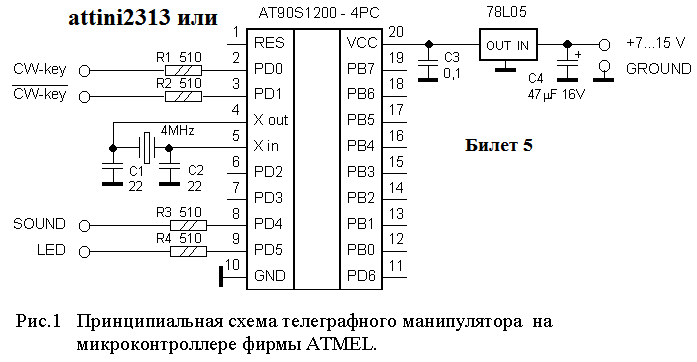 attini2313 или
AT90S1200 - 4PC
78L05
1 RES
VCC 20
OUT IN
+7...15 V
GROUND
C3
0,1
C4
47 µF 16V
+
CW-key
R1 510
2 PD0
PB7 19
CW-key
R2 510
3 PD1
PB6 18
4 X out
PB5 17
4MHz
5 X in
PB4 16
Билет 5
C1
22
C2
22
6 PD2
PB3 15
7 PD3
PB2 14
SOUND
R3 510
8 PD4
PB1 13
LED
R4 510
9 PD5
PB0 12
10 GND
PD6 11
Рис.1 Принципиальная схема телеграфного манипулятора на
микроконтроллере фирмы ATMEL.